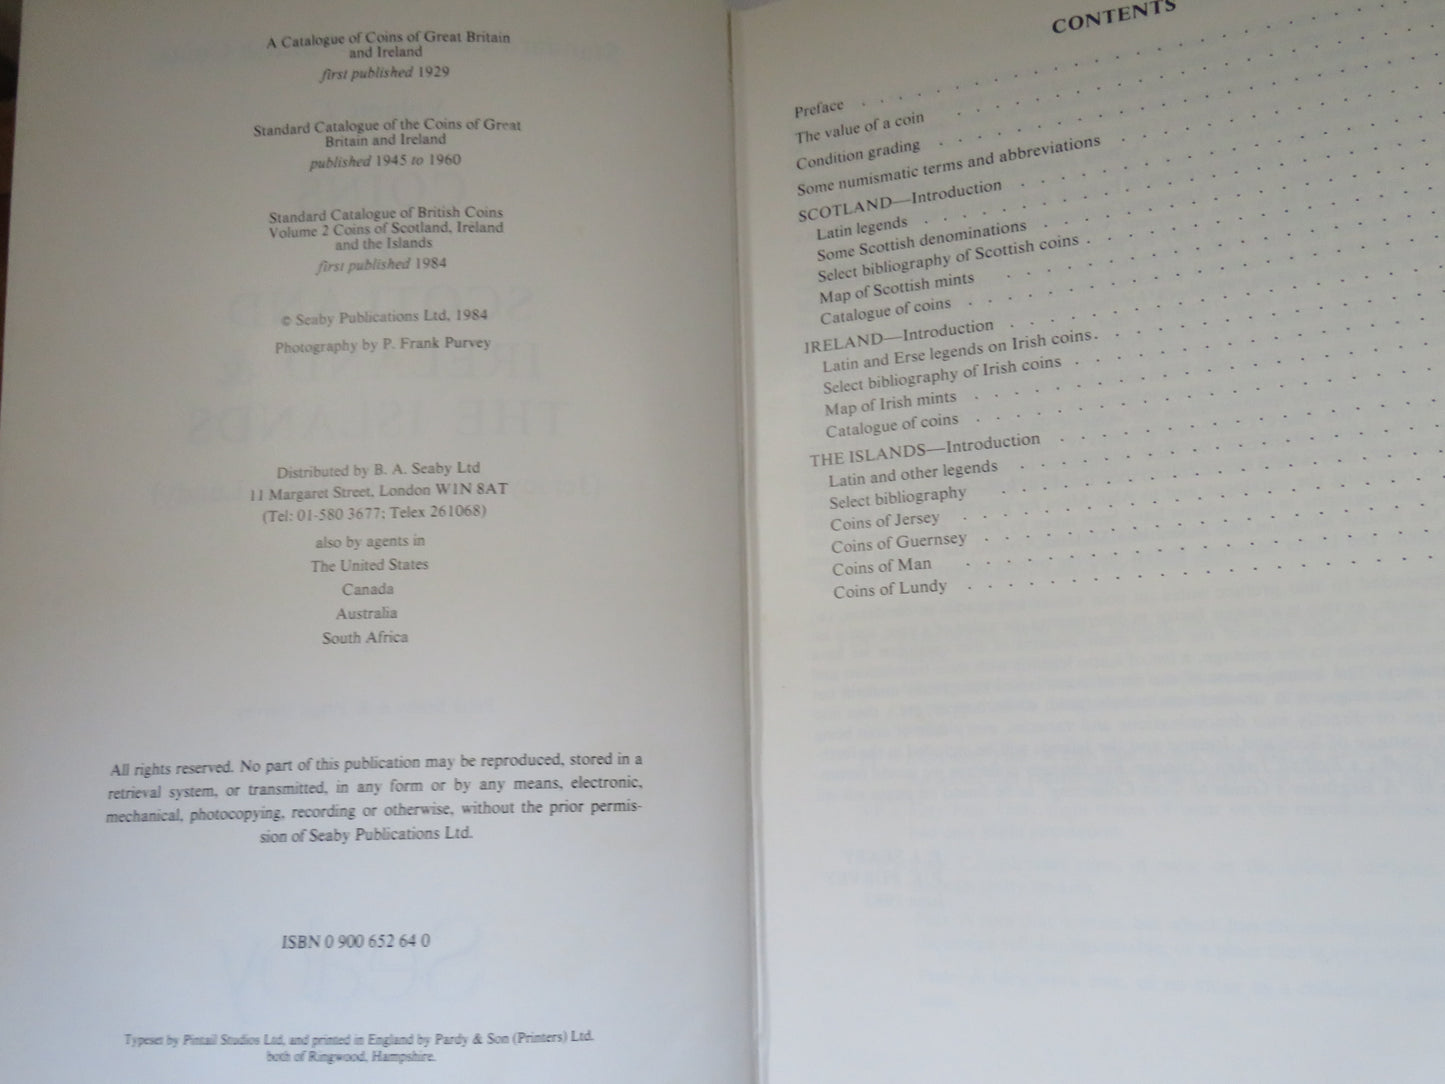 A Catalogue of Coins of Great Britain
and Ireland
first published 1929
Standard Catalogue of the Coins of Great
Britain and Ireland
published 1945 to 1960
Standard Catalogue of British Coins
Volume 2 Coins of Scotland, Ireland
and the Islands
first published 1984
© Seaby Publications Ltd, 1984
Photography by P. Frank Purvey
Distributed by B. A. Seaby Ltd
11 Margaret Street, London W1N 8AT
(Tel: 01-580 3677; Telex 261068)
also by agents in
The United States
Canada
Australia
South Africa
All rights reserved. No part of this publication may be reproduced, stored in a
retrieval system, or transmitted, in any form or by any means, electronic,
mechanical, photocopying, recording or otherwise, without the prior permis-
sion of Seaby Publications Ltd.
ISBN 0 900 652 64 0
Typeset by Pintail Studios Ltd, and printed in England by Pardy & Son (Printers) Ltd.
both of Ringwood, Hampshire.
CONTENTS
Preface
The value of a coin
Condition grading
Some numismatic terms and abbreviations
SCOTLAND—Introduction
Latin legends
Some Scottish denominations
Select bibliography of Scottish coins
Map of Scottish mints
Catalogue of coins
IRELAND—Introduction
Latin and Erse legends on Irish coins
Select bibliography of Irish coins
Map of Irish mints
Catalogue of coins
THE ISLANDS—Introduction
Latin and other legends
Select bibliography
Coins of Jersey
Coins of Guernsey
Coins of Man
Coins of Lundy